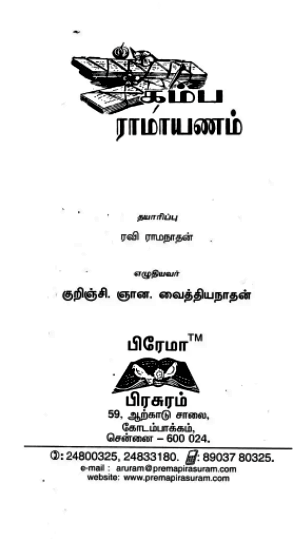 கம்ப
ராமாயணம்
தயாரிப்பு
ரவி ராமநாதன்
எழுதியவர்
குறிஞ்சி. ஞான. வைத்தியநாதன்
பிரேமா™
பிரசுரம்
59, ஆற்காடு சாலை,
கோடம்பாக்கம்,
சென்னை – 600 024.
✆: 24800325, 24833180. 📱: 89037 80325.
e-mail : aruram@premapirasuram.com
website: www.premapirasuram.com